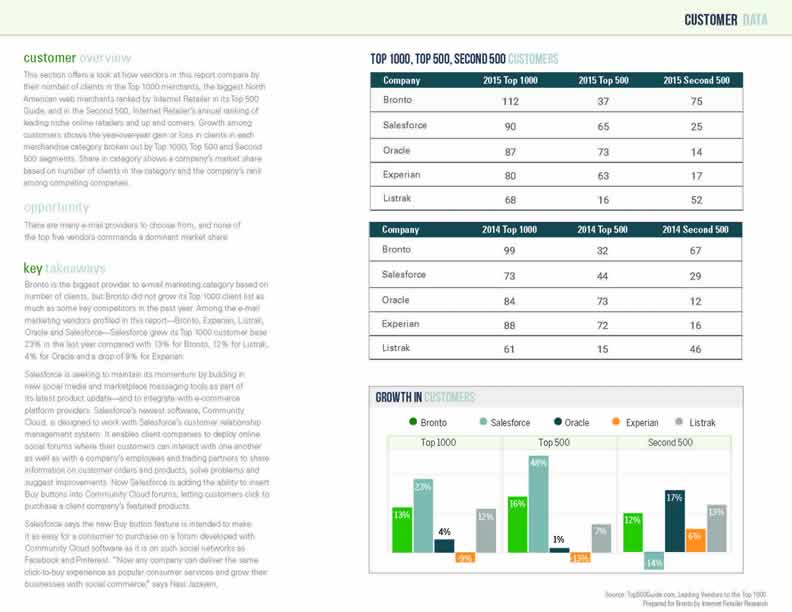 CUSTOMER DATA
customer overview
This section offers a look at how vendors in this report compare by
their number of clients in the Top 1000 merchants, the biggest North
American web merchants ranked by Internet Retailer in its Top 500
Guide, and in the Second 500, Internet Retailer's annual ranking of
leading niche online retailers and up and comers. Growth among
customers shows the year-over-year gain or loss in clients in each
merchandise category broken out by Top 1000, Top 500 and Second
500 segments. Share in category shows a company's market share
based on number of clients in the category and the company's rank
among competing companies.
opportunity
There are many e-mail providers to choose from, and none of
the top five vendors commands a dominant market share.
key takeaways
Bronto is the biggest provider to e-mail marketing category based on
number of clients, but Bronto did not grow its Top 1000 client list as
much as some key competitors in the past year. Among the e-mail
marketing vendors profiled in this report—Bronto, Experian, Listrak,
Oracle and Salesforce—Salesforce grew its Top 1000 customer base
23% in the last year compared with 13% for Bronto, 12% for Listrak,
4% for Oracle and a drop of 9% for Experian.
Salesforce is seeking to maintain its momentum by building in
new social media and marketplace messaging tools as part of
its latest product update—and to integrate with e-commerce
platform providers. Salesforce's newest software, Community
Cloud, is designed to work with Salesforce's customer relationship
management system. It enables client companies to deploy online
social forums where their customers can interact with one another
as well as with a company's employees and trading partners to share
information on customer orders and products, solve problems and
suggest improvements. Now Salesforce is adding the ability to insert
Buy buttons into Community Cloud forums, letting customers click to
purchase a client company's featured products.
Salesforce says the new Buy button feature is intended to make
it as easy for a consumer to purchase on a forum developed with
Community Cloud software as it is on such social networks as
Facebook and Pinterest. "Now any company can deliver the same
click-to-buy experience as popular consumer services and grow their
businesses with social commerce," says Nasi Jazayeri,
TOP 1000, TOP 500, SECOND 500 CUSTOMERS
Company 2015 Top 1000 2015 Top 500 2015 Second 500
Bronto 112 37 75
Salesforce 90 65 25
Oracle 87 73 14
Experian 80 63 17
Listrak 68 16 52
Company 2014 Top 1000 2014 Top 500 2014 Second 500
Bronto 99 32 67
Salesforce 73 44 29
Oracle 84 73 12
Experian 88 72 16
Listrak 61 15 46
GROWTH IN CUSTOMERS
Bronto Salesforce Oracle Experian Listrak
Top 1000 Top 500 Second 500
13% 23% 4% -9% 12%
16% 48% 1% -13% 7%
12% 14% 17% 6% 13%
Source: Top500Guide.com, Leading Vendors to the Top 1000.
Prepared for Bronto by Internet Retailer Research